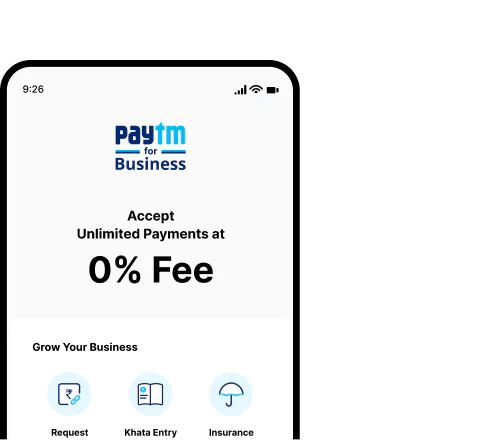 9:26
paytm
for
Business
Accept
Unlimited Payments at
0% Fee
Grow Your Business
₹
Request
Khata Entry
Insurance